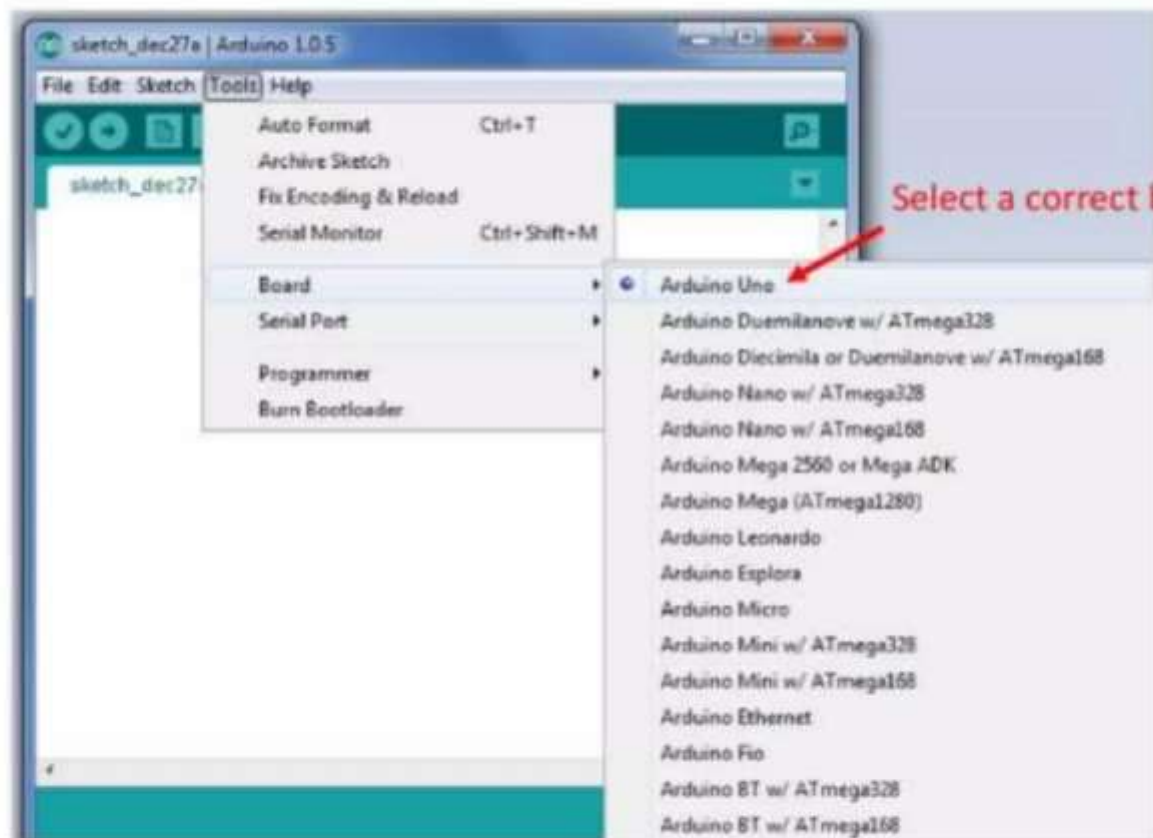 sketch_dec27a | Arduino 1.0.5
File Edit Sketch Tools Help
Auto Format Ctrl+T
Archive Sketch
sketch_dec27
Fix Encoding & Reload
Serial Monitor Ctrl+Shift+M
Select a correct
Board
Arduino Uno
Serial Port
Arduino Duemilanove w/ ATmega328
Arduino Diecimila or Duemilanove w/ ATmega168
Programmer
Arduino Nano w/ ATmega328
Burn Bootloader
Arduino Nano w/ ATmega168
Arduino Mega 2560 or Mega ADK
Arduino Mega (ATmega1280)
Arduino Leonardo
Arduino Esplora
Arduino Micro
Arduino Mini w/ ATmega328
Arduino Mini w/ ATmega168
Arduino Ethernet
Arduino Fio
Arduino BT w/ ATmega328
Arduino BT w/ ATmega168